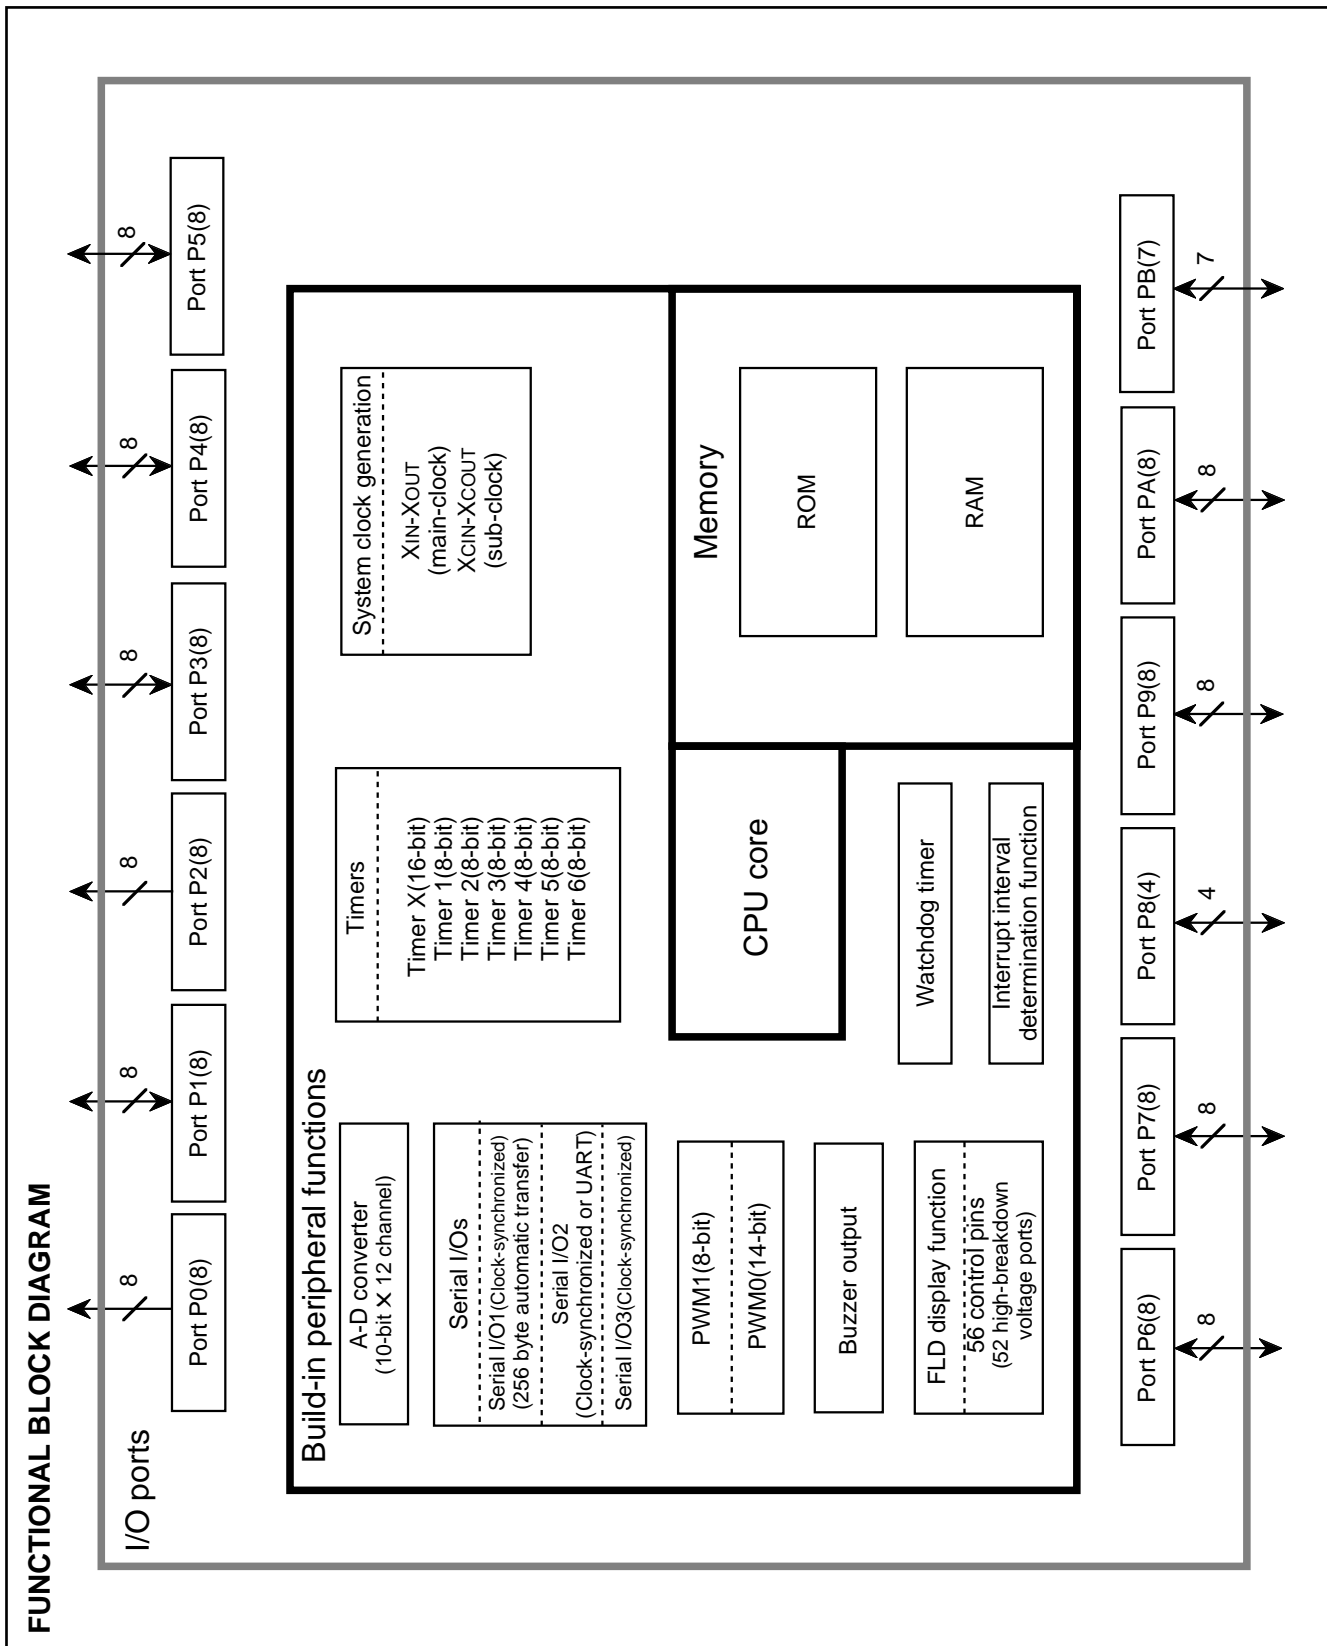 FUNCTIONAL BLOCK DIAGRAM
I/O ports
8
8
8
8
8
8
Port P0(8)
Port P1(8)
Port P2(8)
Port P3(8)
Port P4(8)
Port P5(8)
Build-in peripheral functions
A-D converter
(10-bit X 12 channel)
Serial I/Os
Serial I/O1(Clock-synchronized)
(256 byte automatic transfer)
Serial I/O2
(Clock-synchronized or UART)
Serial I/O3(Clock-synchronized)
PWM1(8-bit)
PWM0(14-bit)
Buzzer output
FLD display function
56 control pins
(52 high-breakdown
voltage ports)
Timers
Timer X(16-bit)
Timer 1(8-bit)
Timer 2(8-bit)
Timer 3(8-bit)
Timer 4(8-bit)
Timer 5(8-bit)
Timer 6(8-bit)
CPU core
Watchdog timer
Interrupt interval
determination function
System clock generation
XIN-XOUT
(main-clock)
XCIN-XCOUT
(sub-clock)
Memory
ROM
RAM
Port P6(8)
Port P7(8)
Port P8(4)
Port P9(8)
Port PA(8)
Port PB(7)
8
8
4
8
8
7